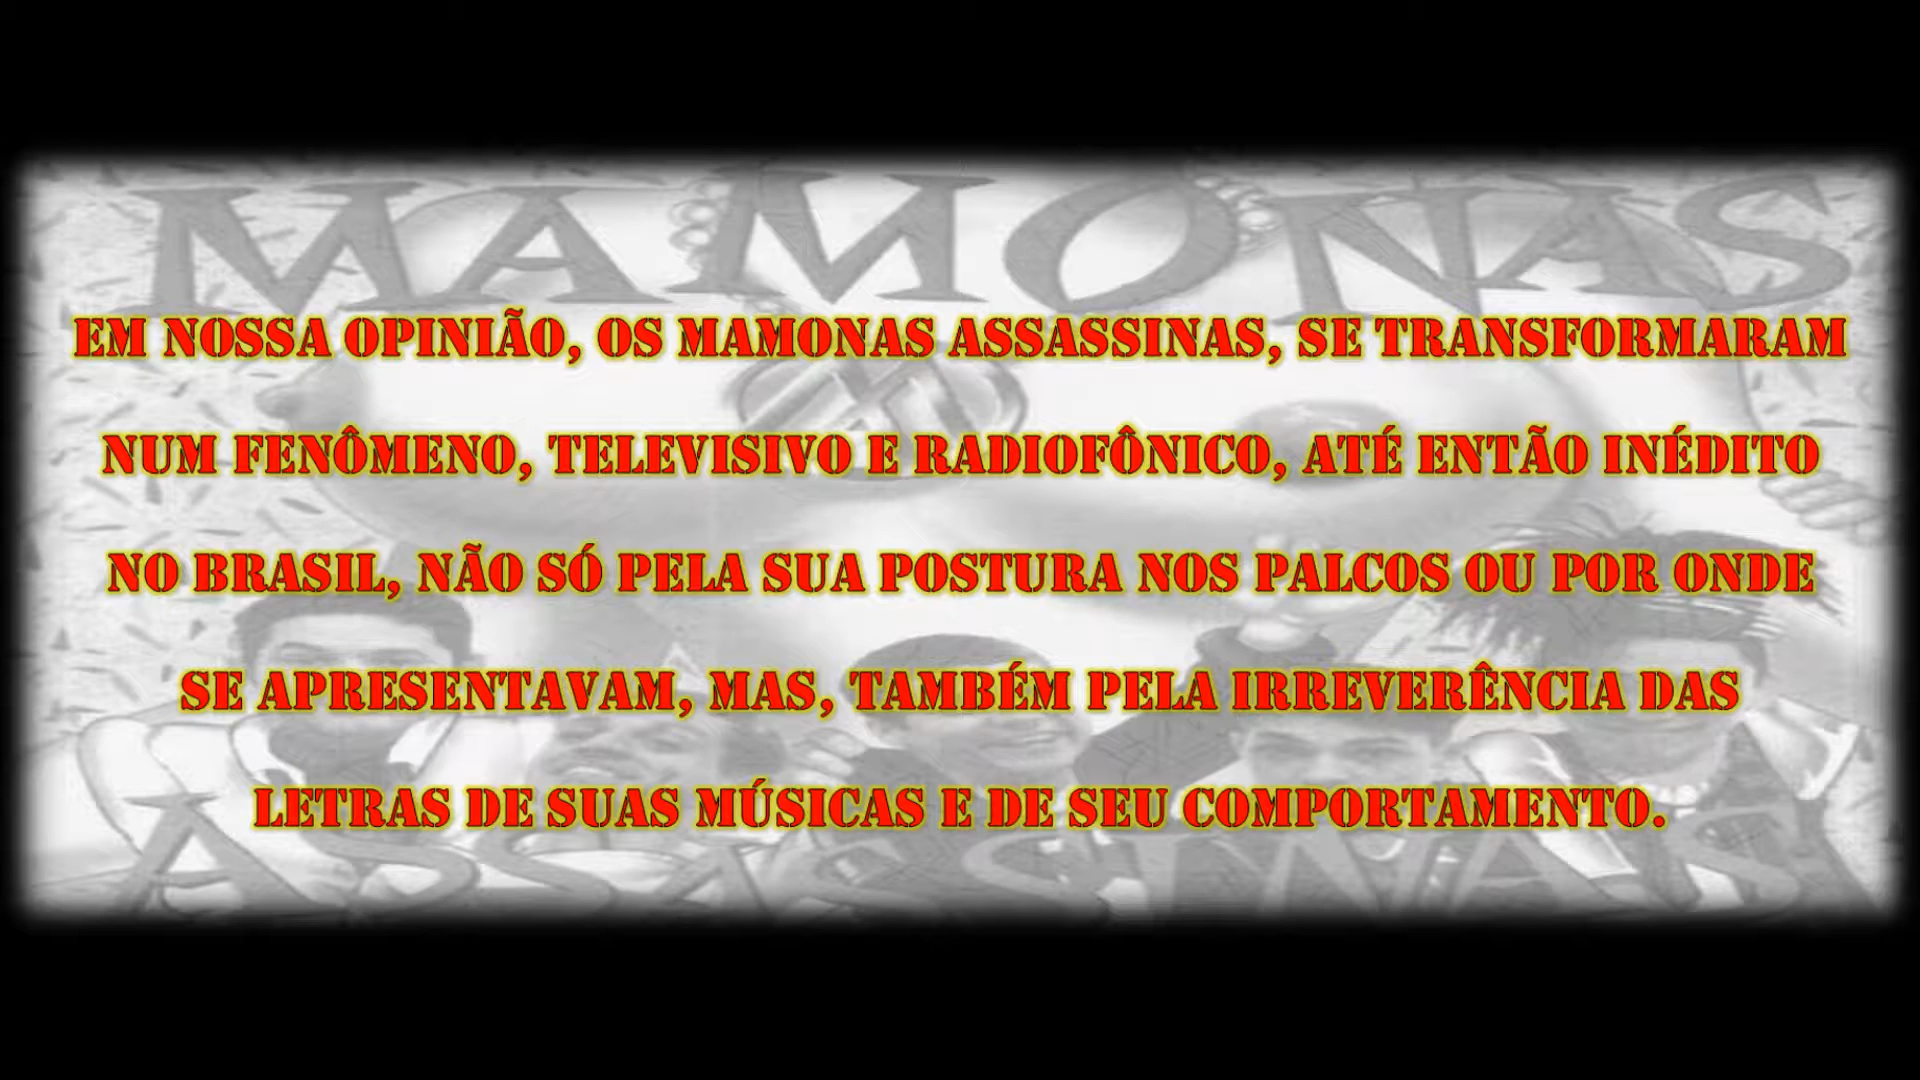 MAMONAS
EM NOSSA OPINIÃO, OS MAMONAS ASSASSINAS, SE TRANSFORMARAM
NUM FENÔMENO, TELEVISIVO E RADIOFÔNICO, ATÉ ENTÃO INÉDITO
NO BRASIL, NÃO SÓ PELA SUA POSTURA NOS PALCOS OU POR ONDE
SE APRESENTAVAM, MAS, TAMBÉM PELA IRREVERÊNCIA DAS
LETRAS DE SUAS MÚSICAS E DE SEU COMPORTAMENTO.
ASSASSINAS